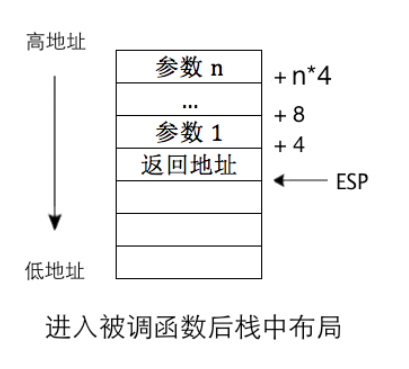 高地址
参数 n
+ n*4
...
+ 8
参数 1
+ 4
返回地址
ESP
低地址
进入被调函数后栈中布局